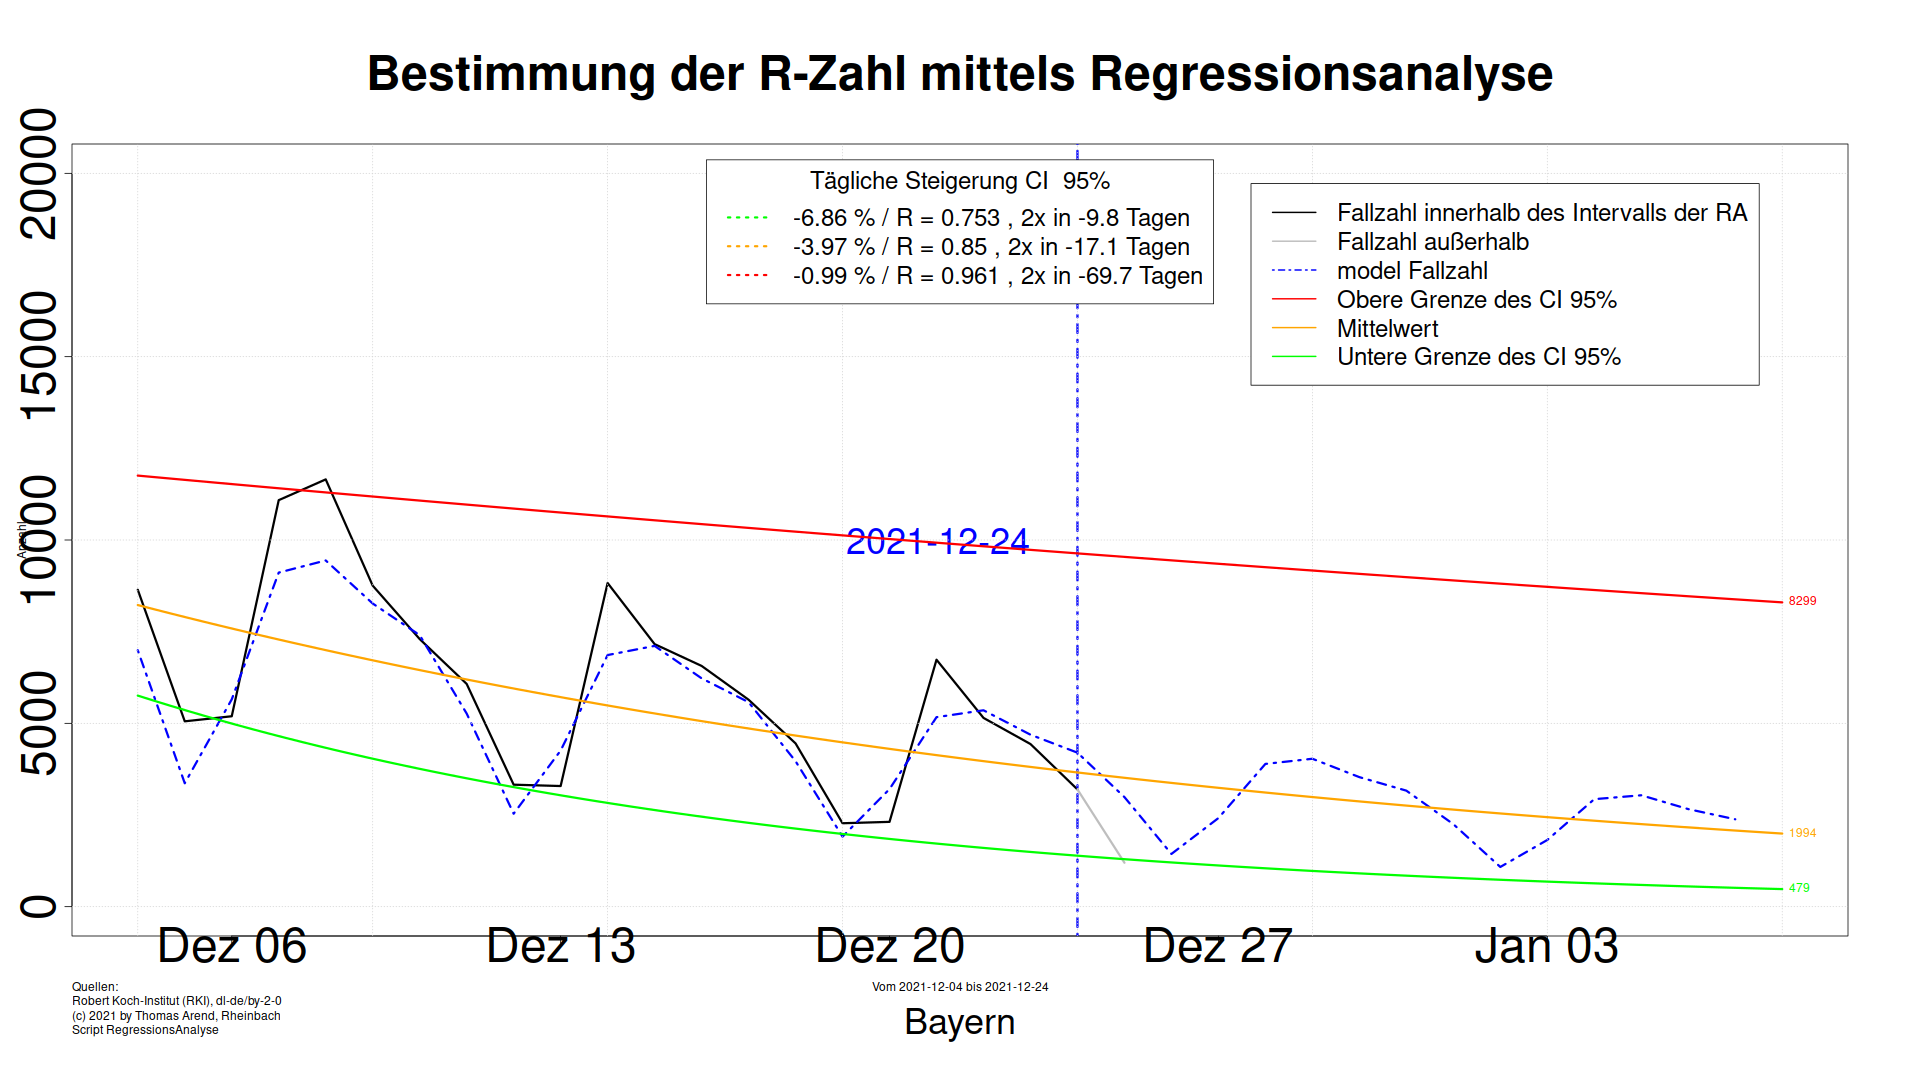 Bestimmung der R-Zahl mittels Regressionsanalyse
Tägliche Steigerung CI 95%
-6.86 % / R = 0.753 , 2x in -9.8 Tagen
-3.97 % / R = 0.85 , 2x in -17.1 Tagen
-0.99 % / R = 0.961 , 2x in -69.7 Tagen
Fallzahl innerhalb des Intervalls der RA
Fallzahl außerhalb
model Fallzahl
Obere Grenze des CI 95%
Mittelwert
Untere Grenze des CI 95%
20000
15000
10000
5000
0
Anzahl
2021-12-24
8299
1994
479
Dez 06
Dez 13
Dez 20
Dez 27
Jan 03
Quellen:
Robert Koch-Institut (RKI), dl-de/by-2-0
(c) 2021 by Thomas Arend, Rheinbach
Script RegressionsAnalyse
Vom 2021-12-04 bis 2021-12-24
Bayern